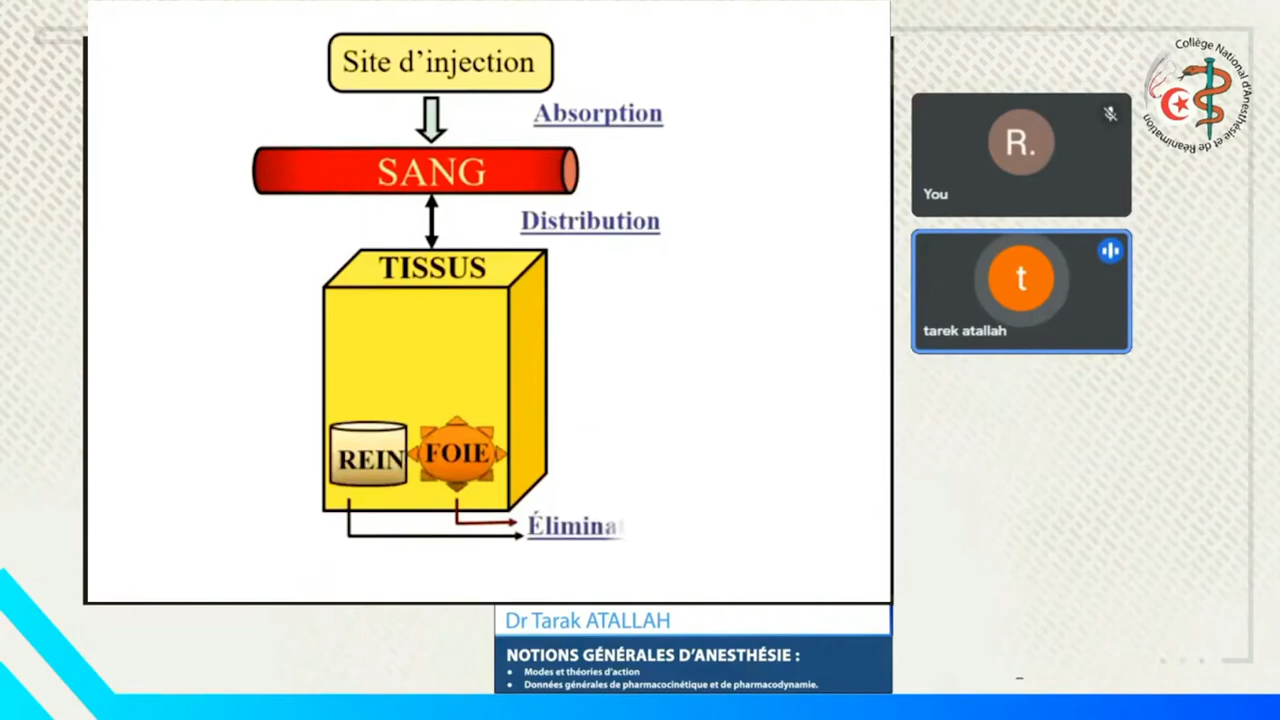 Site d'injection
Absorption
SANG
Distribution
TISSUS
REIN
FOIE
Élimina
Dr Tarak ATALLAH
NOTIONS GÉNÉRALES D'ANESTHÉSIE :
• Modes et théories d'action
• Données générales de pharmacocinétique et de pharmacodynamie.
R.
You
t
tarek atallah
Collège National d'Anesthésie et de Réanimation